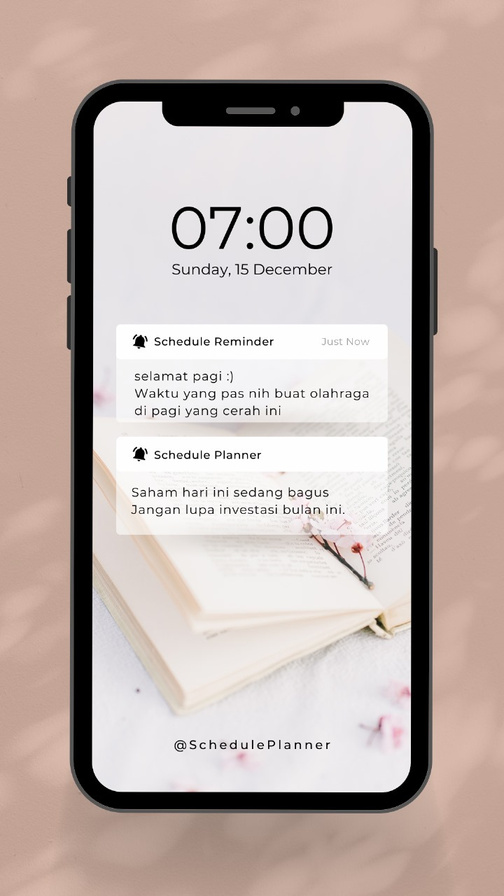 07:00
Sunday, 15 December
Schedule Reminder Just Now
selamat pagi :)
Waktu yang pas nih buat olahraga
di pagi yang cerah ini
Schedule Planner
Saham hari ini sedang bagus
Jangan lupa investasi bulan ini.
@SchedulePlanner